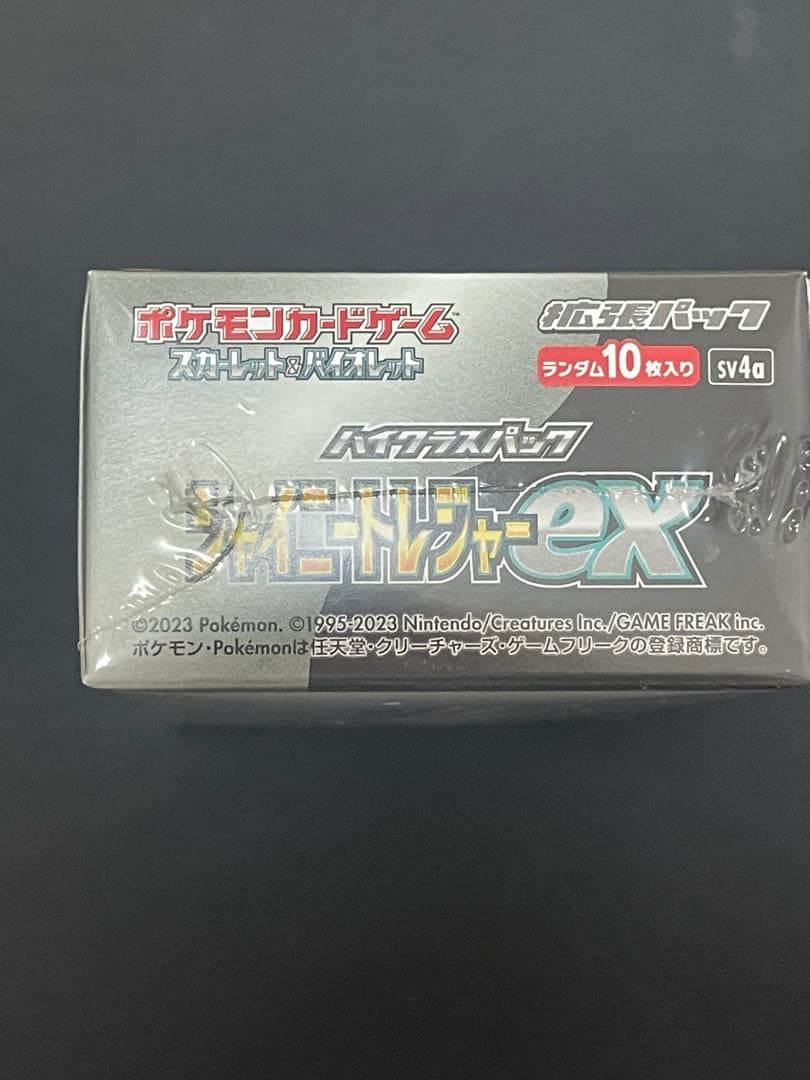 ポケモンカードゲーム™
スカーレット&バイオレット
拡張パック
ランダム10枚入り sv4a
ハイクラスパック
シャイニートレジャーex
©2023 Pokémon. ©1995-2023 Nintendo/Creatures Inc./GAME FREAK inc.
ポケモン・Pokémonは任天堂・クリーチャーズ・ゲームフリークの登録商標です。